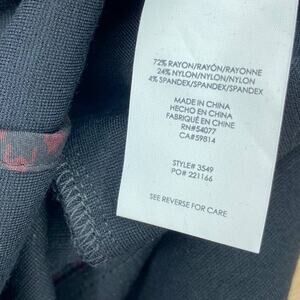 72% RAYON/RAYÓN/RAYONNE
24% NYLON/NYLON/NYLON
4% SPANDEX/SPANDEX/SPANDEX
MADE IN CHINA
HECHO EN CHINA
FABRIQUÉ EN CHINE
RN#54077
CA#59814
STYLE# 3549
PO# 221166
SEE REVERSE FOR CARE